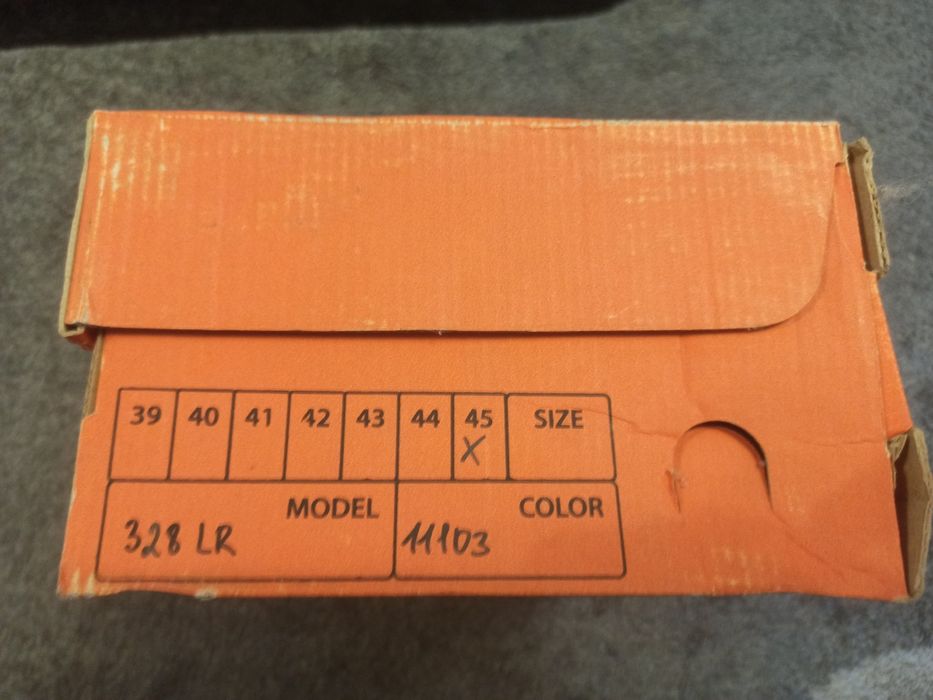 39 40 41 42 43 44 45 SIZE
X
MODEL COLOR
328 LR 11103